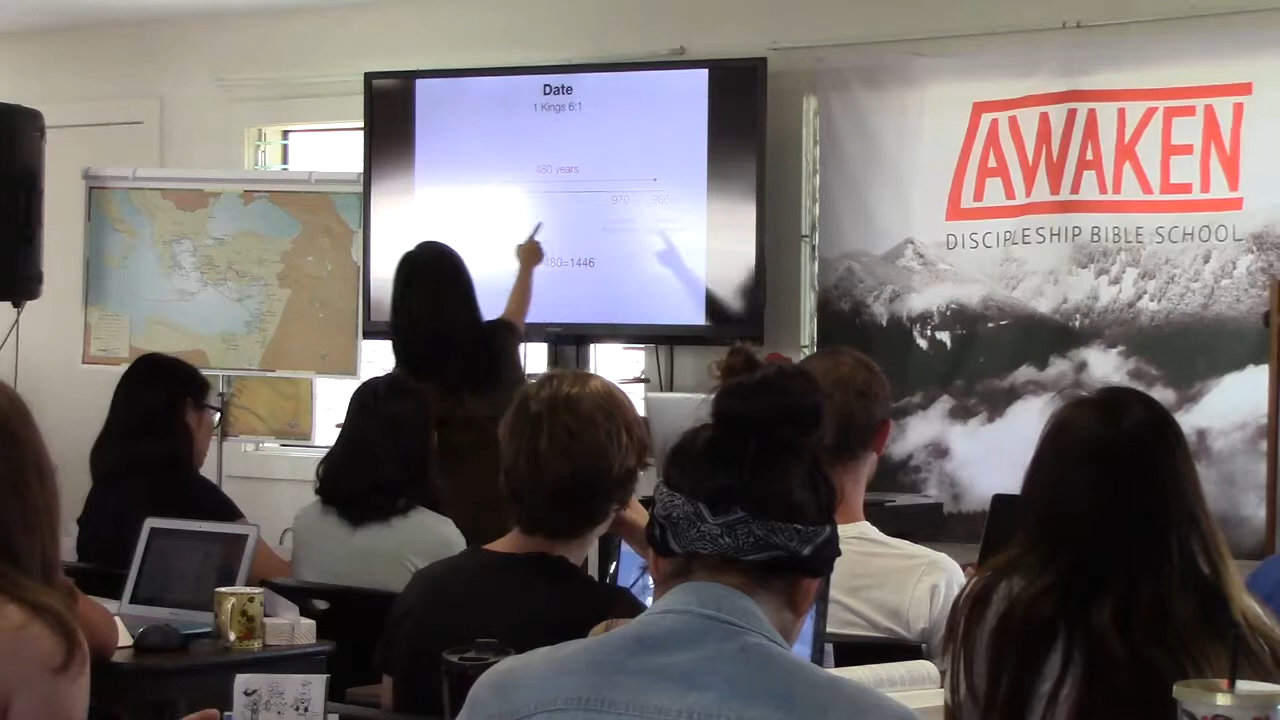 Date
1 Kings 6:1
480 years
970 966
480=1446
AWAKEN
DISCIPLESHIP BIBLE SCHOOL